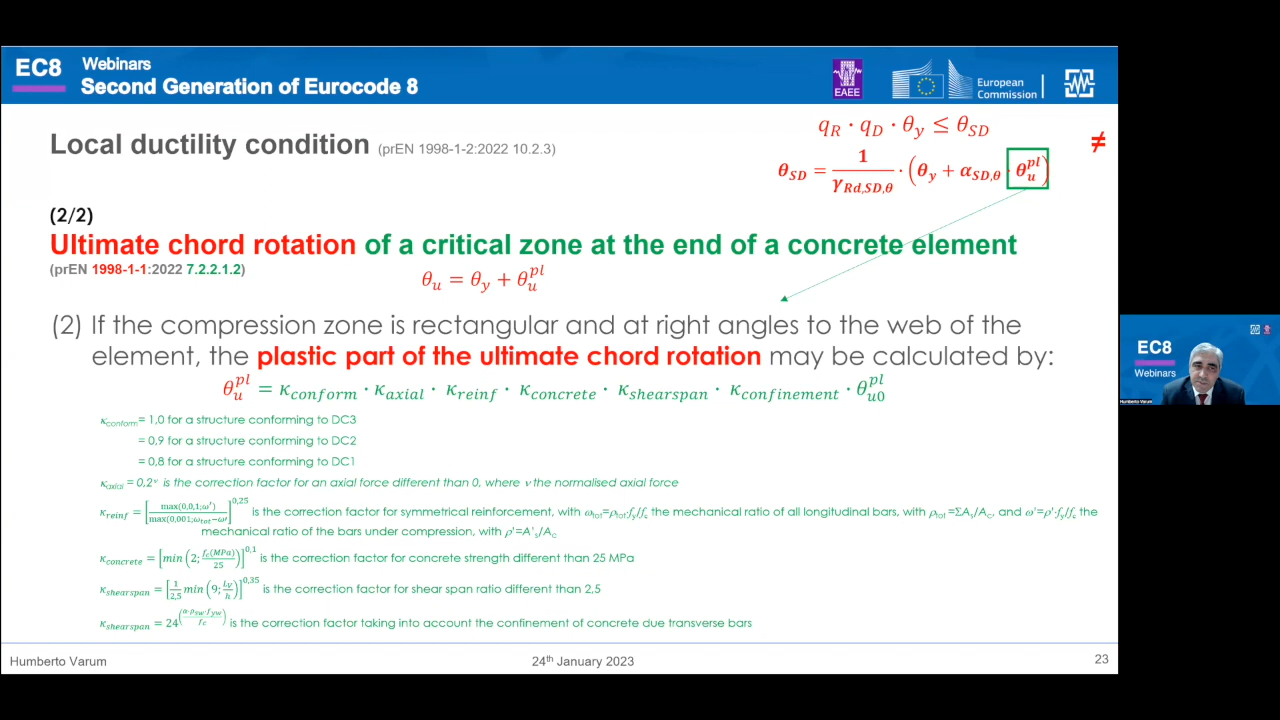 EC8 Webinars
Second Generation of Eurocode 8
EAEE
European Commission
Local ductility condition (prEN 1998-1-2:2022 10.2.3)
q_R · q_D · θ_y ≤ θ_SD
≠
θ_SD = 1/γ_Rd,SD,θ · (θ_y + α_SD,θ · θ_u^pl)
(2/2)
Ultimate chord rotation of a critical zone at the end of a concrete element
(prEN 1998-1-1:2022 7.2.2.1.2)
θ_u = θ_y + θ_u^pl
(2) If the compression zone is rectangular and at right angles to the web of the
element, the plastic part of the ultimate chord rotation may be calculated by:
θ_u^pl = κ_conform · κ_axial · κ_reinf · κ_concrete · κ_shearspan · κ_confinement · θ_u0^pl
κ_conform= 1,0 for a structure conforming to DC3
= 0,9 for a structure conforming to DC2
= 0,8 for a structure conforming to DC1
κ_axial = 0,2^ν is the correction factor for an axial force different than 0, where ν the normalised axial force
κ_reinf = [max(0,0,1;ω')/max(0,001;ω_tot−ω')]^0,25 is the correction factor for symmetrical reinforcement, with ω_tot=ρ_tot·f_y/f_c the mechanical ratio of all longitudinal bars, with ρ_tot=ΣA_s/A_c, and ω'=ρ'·f_y/f_c the
mechanical ratio of the bars under compression, with ρ'=A'_s/A_c
κ_concrete = [min (2; f_c(MPa)/25)]^0,1 is the correction factor for concrete strength different than 25 MPa
κ_shearspan = [1/2,5 min (9; L_V/h)]^0,35 is the correction factor for shear span ratio different than 2,5
κ_shearspan = 24^(α·ρ_sw·f_yw/f_c) is the correction factor taking into account the confinement of concrete due transverse bars
Humberto Varum
24th January 2023
23
EC8
Webinars
Humberto Varum